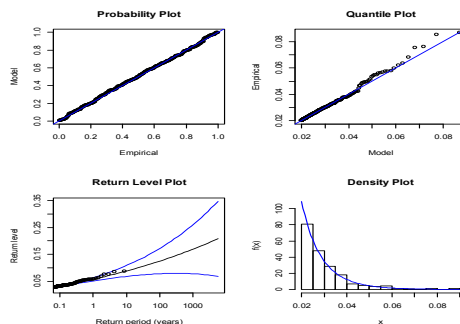 Probability Plot
Model
0.0 0.2 0.4 0.6 0.8 1.0
0.0 0.2 0.4 0.6 0.8 1.0
Empirical
Quantile Plot
Empirical
0.02 0.04 0.06 0.08
0.02 0.04 0.06 0.08
Model
Return Level Plot
Return level
0.05 0.15 0.25 0.35
0.1 1 10 100 1000
Return period (years)
Density Plot
f(x)
0 20 40 60 80 100
0.02 0.04 0.06 0.08
x